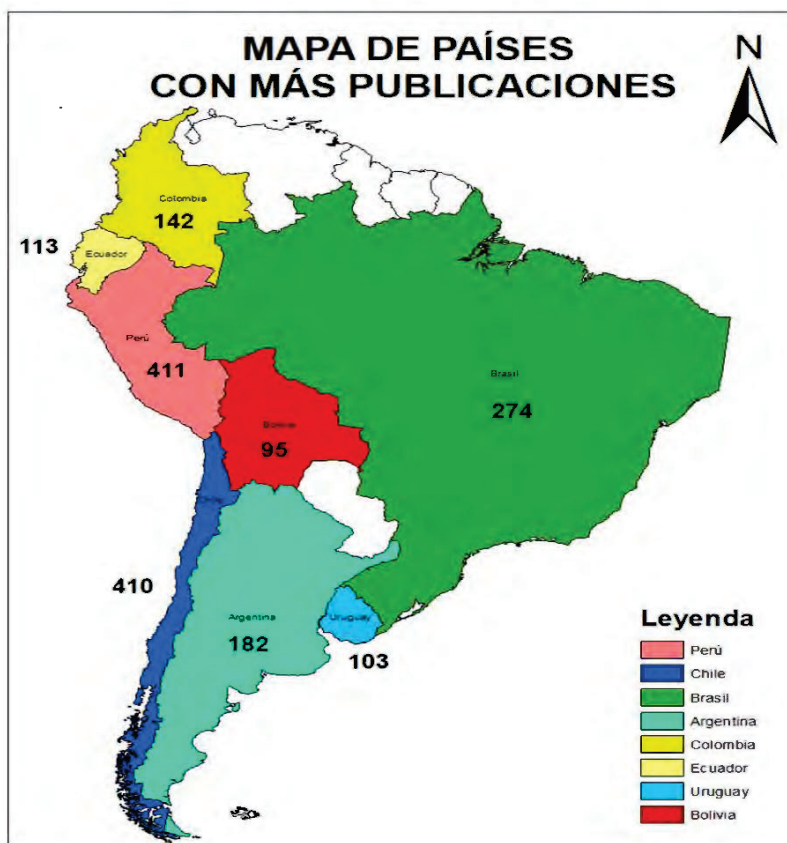 MAPA DE PAÍSES
CON MÁS PUBLICACIONES
N
Colombia
142
113
Ecuador
Perú
411
Brasil
274
Bolivia
95
Chile
410
Argentina
182
Uruguay
103
Leyenda
Perú
Chile
Brasil
Argentina
Colombia
Ecuador
Uruguay
Bolivia